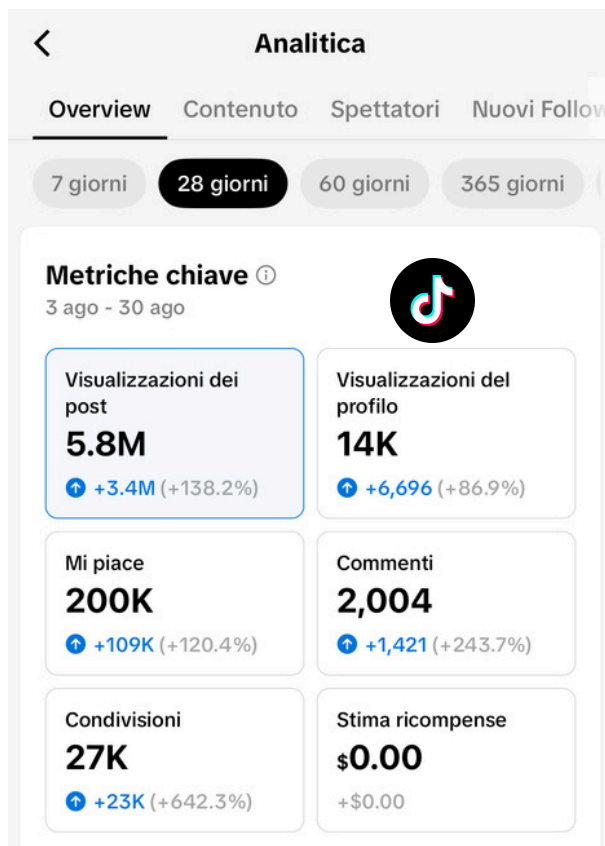 Analitica
Overview Contenuto Spettatori Nuovi Follow
7 giorni 28 giorni 60 giorni 365 giorni
Metriche chiave
3 ago - 30 ago
Visualizzazioni dei
post
5.8M
+3.4M (+138.2%)
Visualizzazioni del
profilo
14K
+6,696 (+86.9%)
Mi piace
200K
+109K (+120.4%)
Commenti
2,004
+1,421 (+243.7%)
Condivisioni
27K
+23K (+642.3%)
Stima ricompense
$0.00
+$0.00